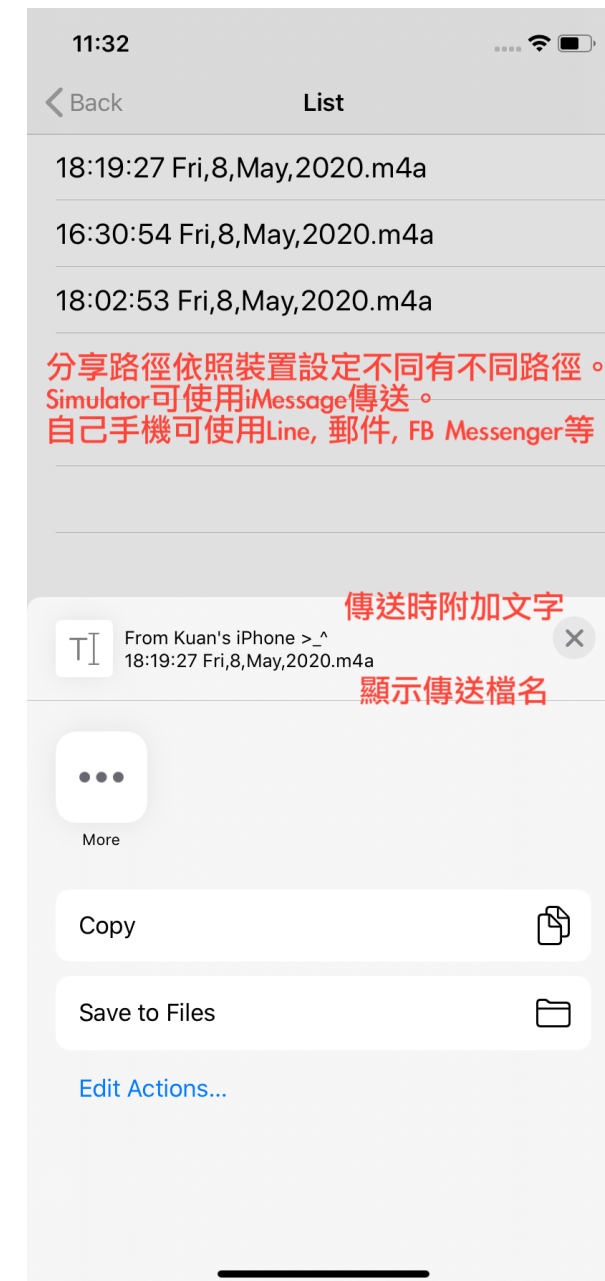 11:32
Back
List
18:19:27 Fri,8,May,2020.m4a
16:30:54 Fri,8,May,2020.m4a
18:02:53 Fri,8,May,2020.m4a
分享路徑依照裝置設定不同有不同路徑。
Simulator可使用iMessage傳送。
自己手機可使用Line, 郵件, FB Messenger等
傳送時附加文字
From Kuan's iPhone >_^
18:19:27 Fri,8,May,2020.m4a
顯示傳送檔名
More
Copy
Save to Files
Edit Actions...